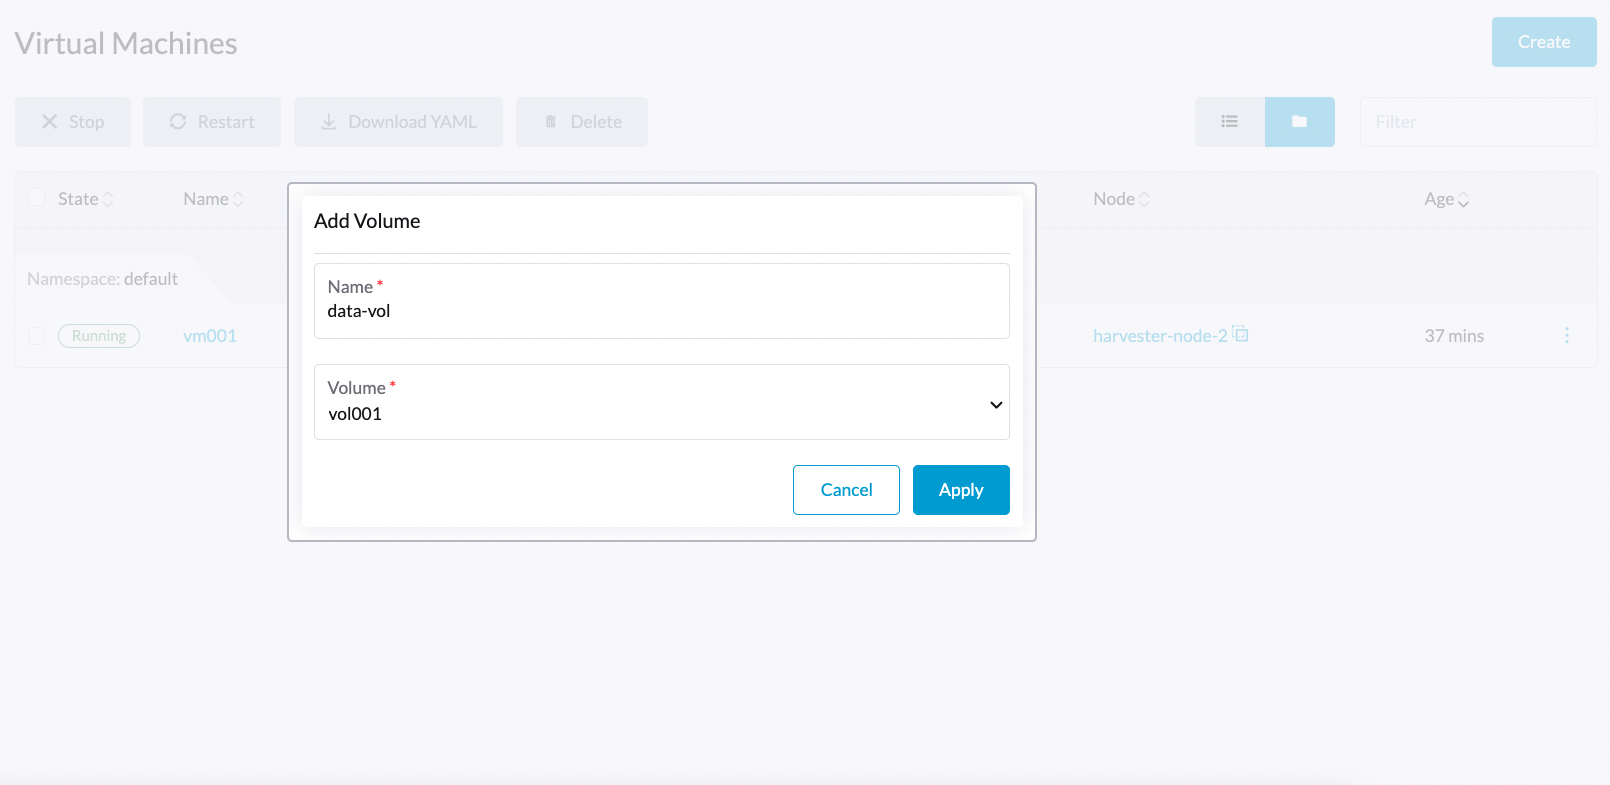 Virtual Machines
Create
Stop Restart Download YAML Delete Filter
State Name Node Age
Namespace: default
Running vm001 harvester-node-2 37 mins
Add Volume
Name *
data-vol
Volume *
vol001
Cancel Apply